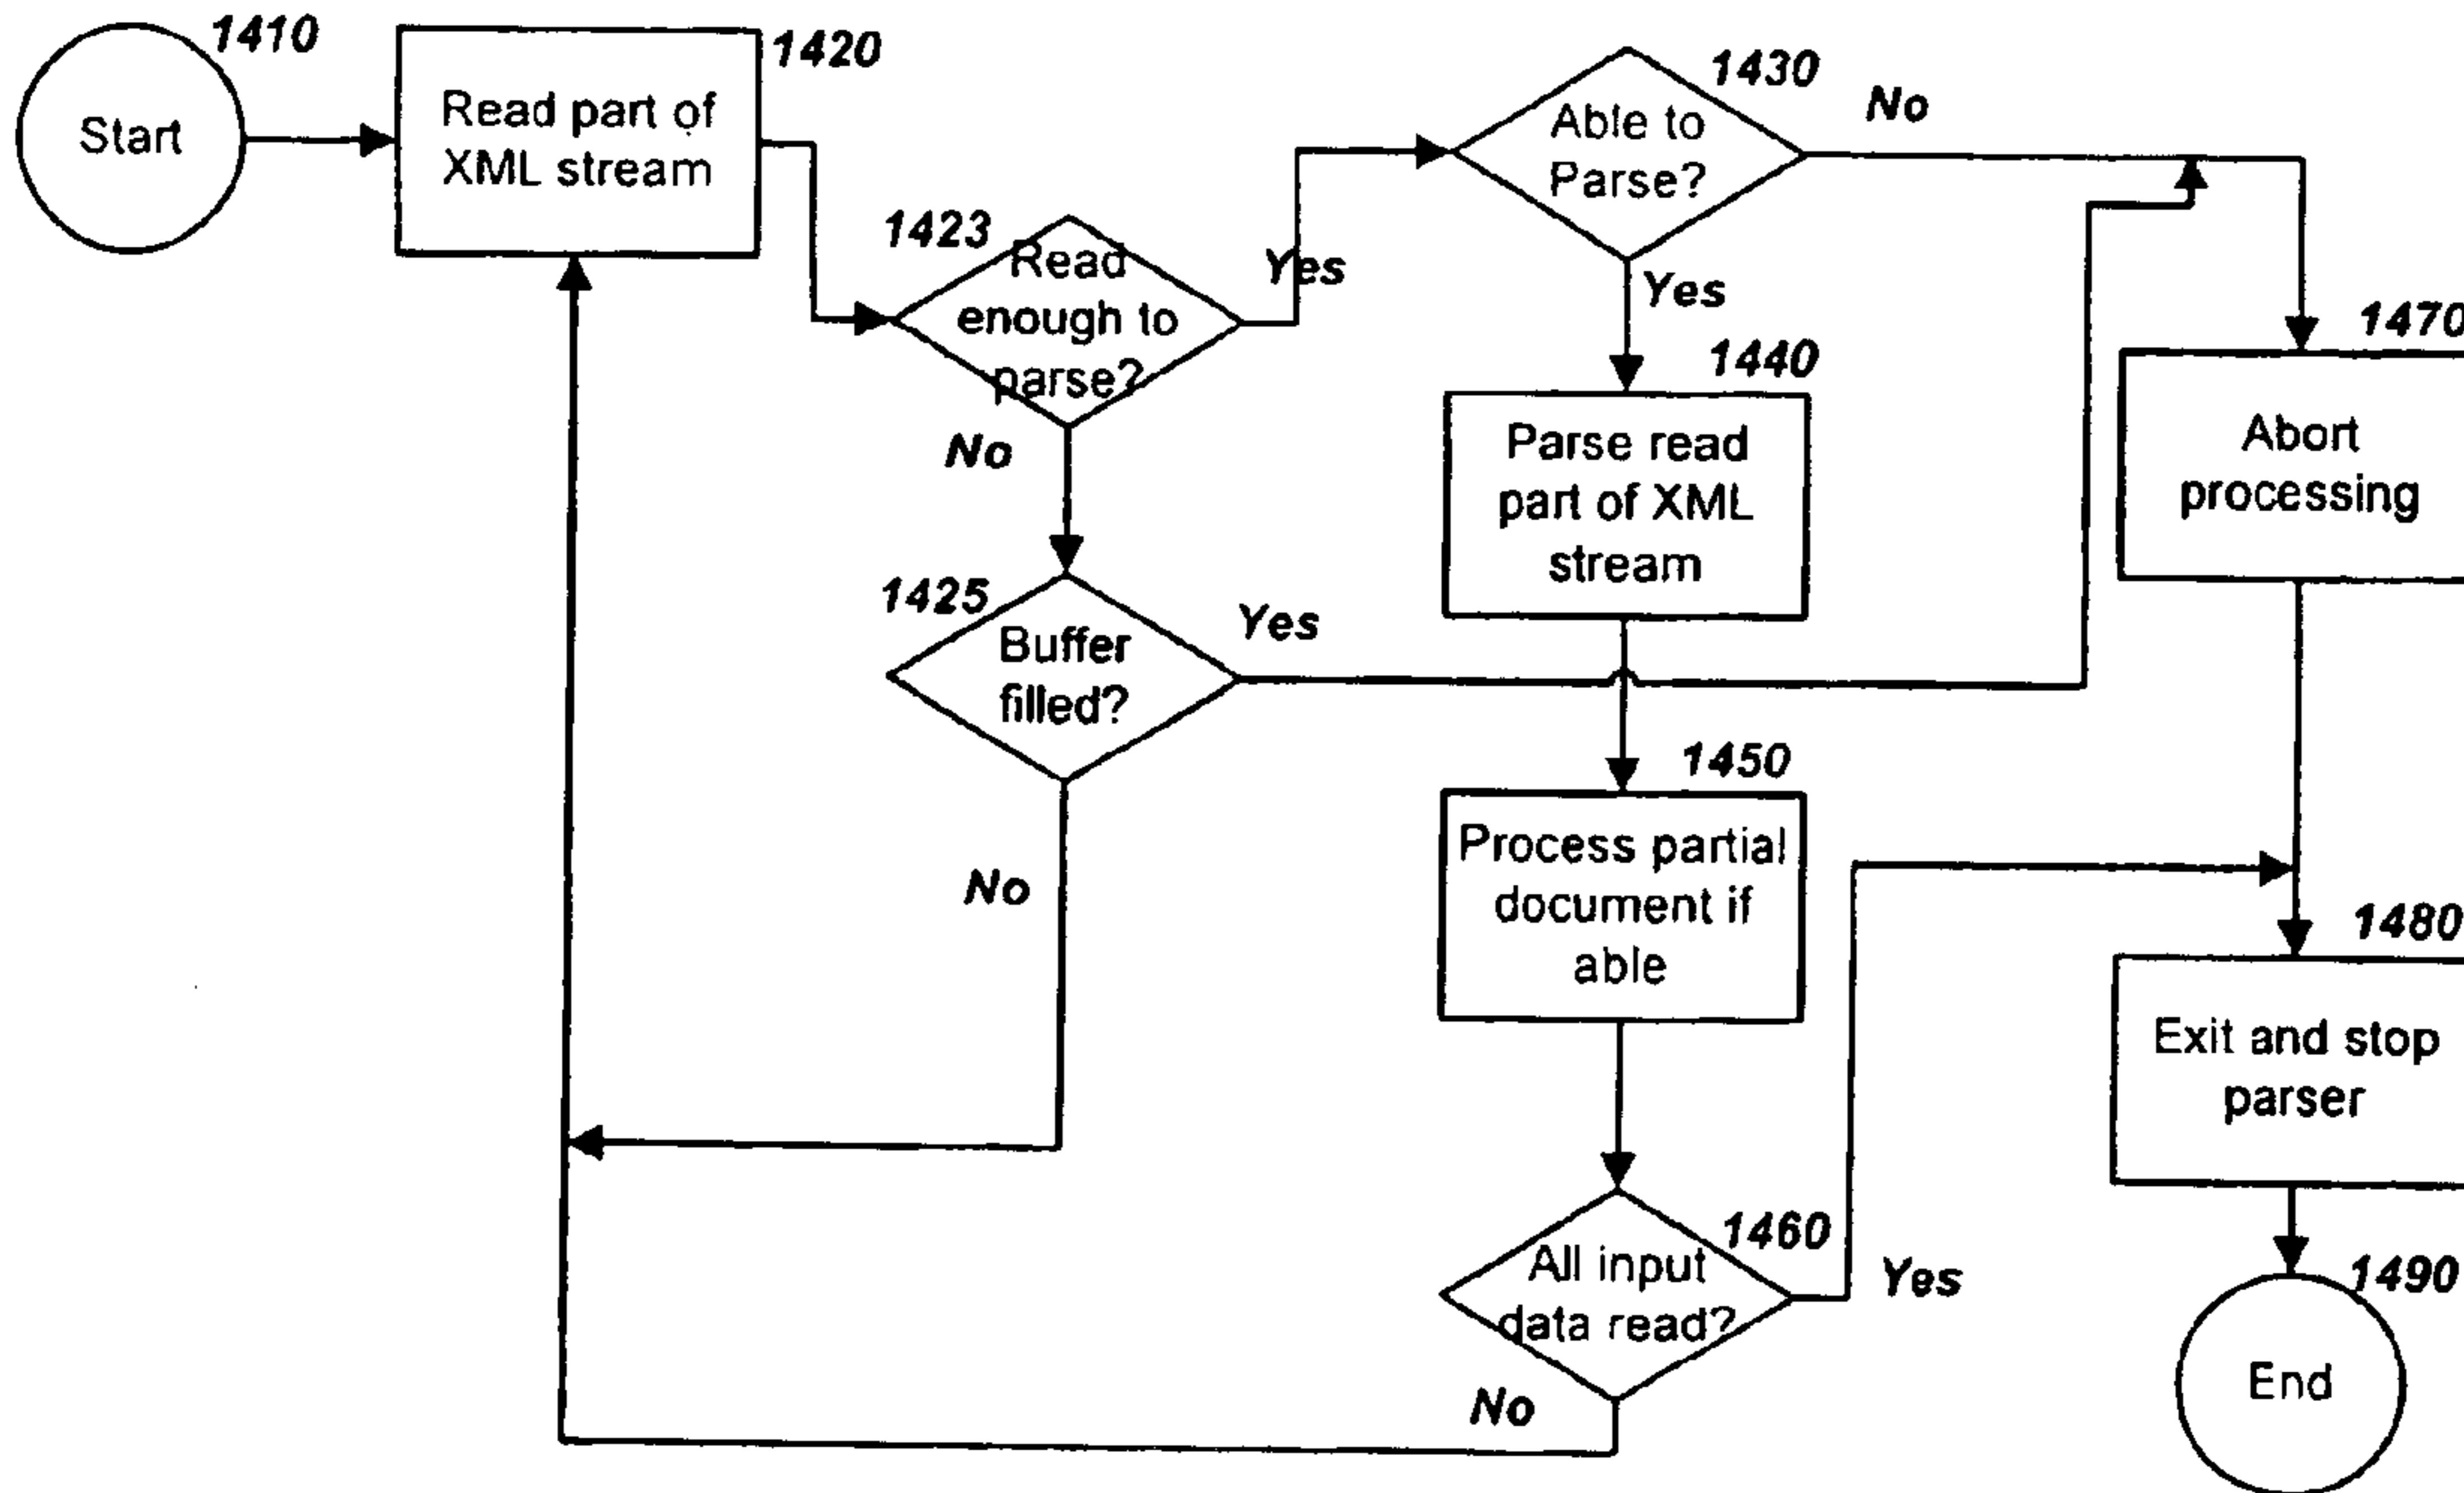 1410
Start
1420
Read part of
XML stream
1423
Read
enough to
parse?
Yes
No
1430
Able to
Parse?
No
Yes
1440
Parse read
part of XML
stream
1425
Buffer
filled?
Yes
No
1450
Process partial
document if
able
1460
All input
data read?
Yes
No
1470
Abort
processing
1480
Exit and stop
parser
1490
End